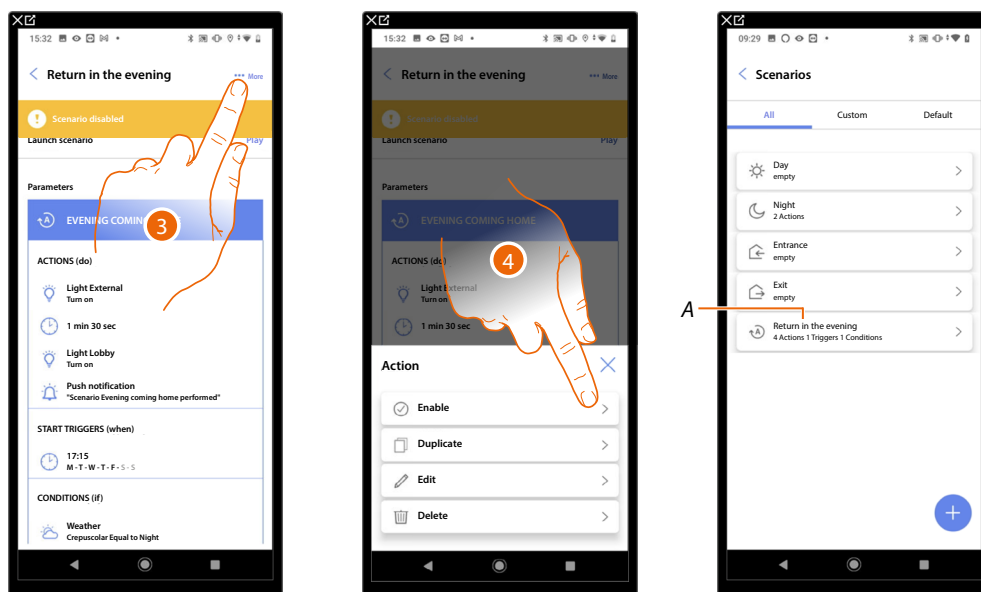 15:32
Return in the evening
••• More
Scenario disabled
Launch scenario
Play
Parameters
EVENING COMING
3
ACTIONS (do)
Light External
Turn on
1 min 30 sec
Light Lobby
Turn on
Push notification
"Scenario Evening coming home performed"
START TRIGGERS (when)
17:15
M - T - W - T - F - S - S
CONDITIONS (if)
Weather
Crepuscolar Equal to Night
15:32
Return in the evening
••• More
Scenario disabled
Launch scenario
Play
Parameters
EVENING COMING HOME
ACTIONS (do)
4
Light External
Turn on
1 min 30 sec
Action
Enable
Duplicate
Edit
Delete
09:29
Scenarios
All
Custom
Default
Day
empty
Night
2 Actions
Entrance
empty
Exit
empty
A
Return in the evening
4 Actions 1 Triggers 1 Conditions